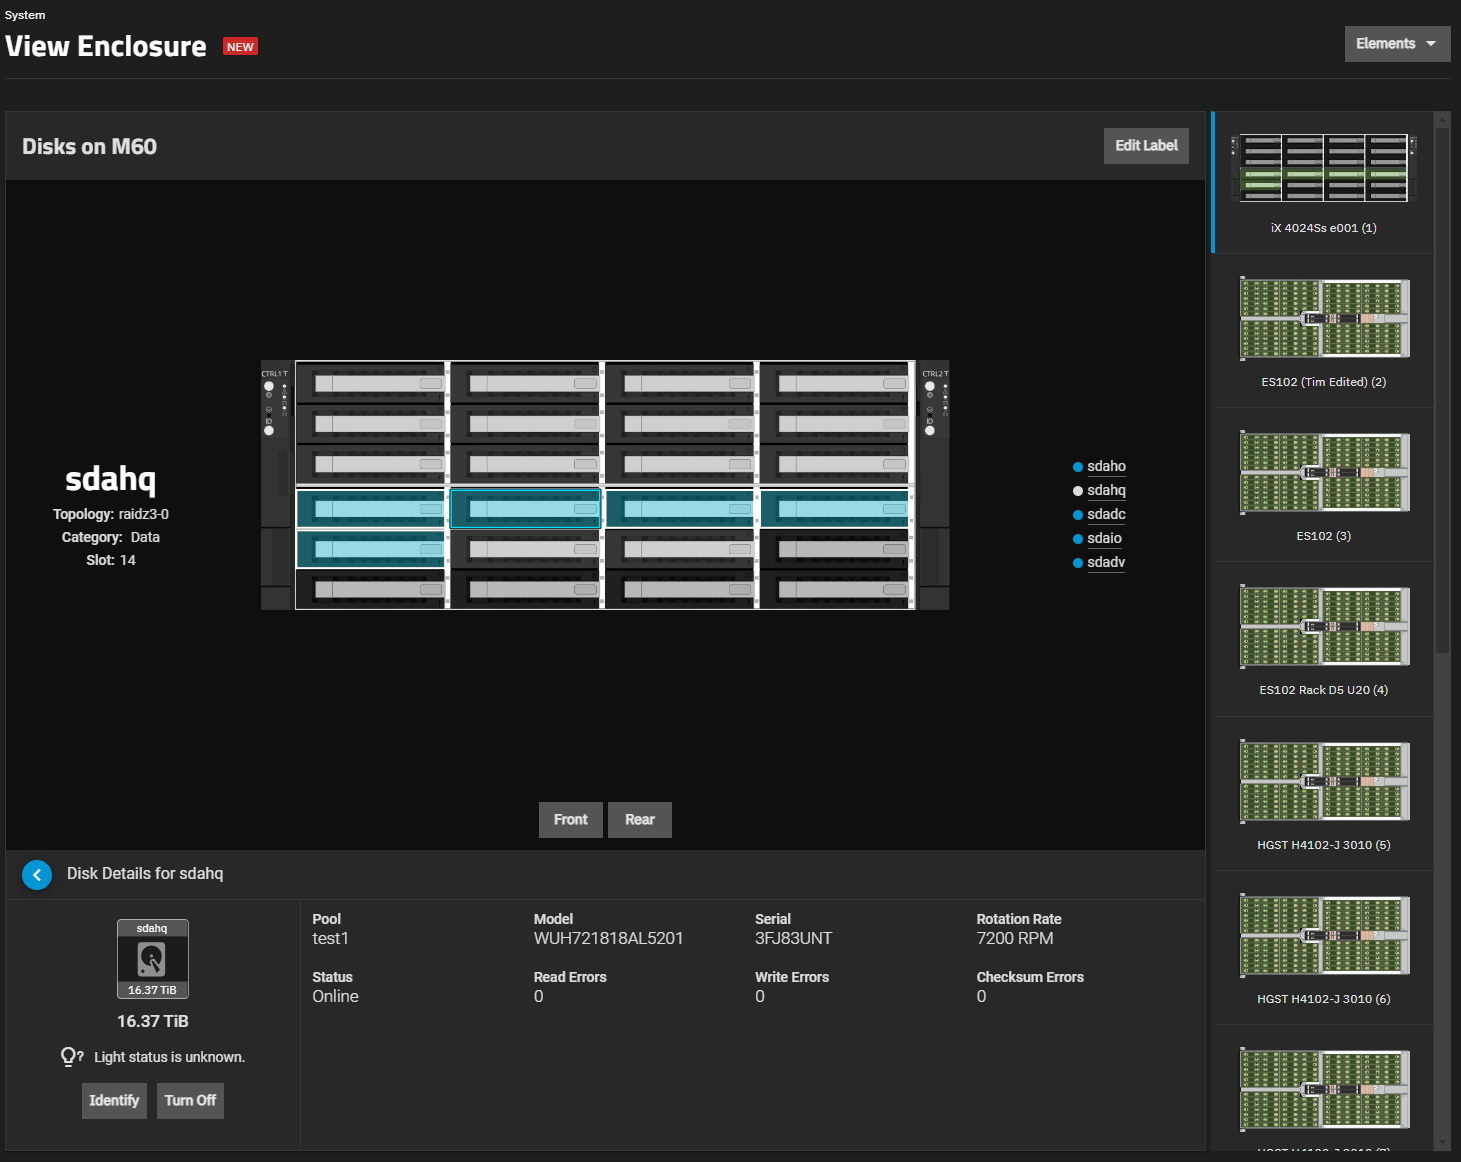 System
View Enclosure NEW
Elements
Disks on M60
Edit Label
CTRL1
CTRL2
sdahq
Topology: raidz3-0
Category: Data
Slot: 14
sdaho
sdahq
sdadc
sdaio
sdadv
Front
Rear
Disk Details for sdahq
sdahq
16.37 TiB
16.37 TiB
? Light status is unknown.
Identify
Turn Off
Pool
test1
Model
WUH721818AL5201
Serial
3FJ83UNT
Rotation Rate
7200 RPM
Status
Online
Read Errors
0
Write Errors
0
Checksum Errors
0
iX 4024Ss e001 (1)
ES102 (Tim Edited) (2)
ES102 (3)
ES102 Rack D5 U20 (4)
HGST H4102-J 3010 (5)
HGST H4102-J 3010 (6)